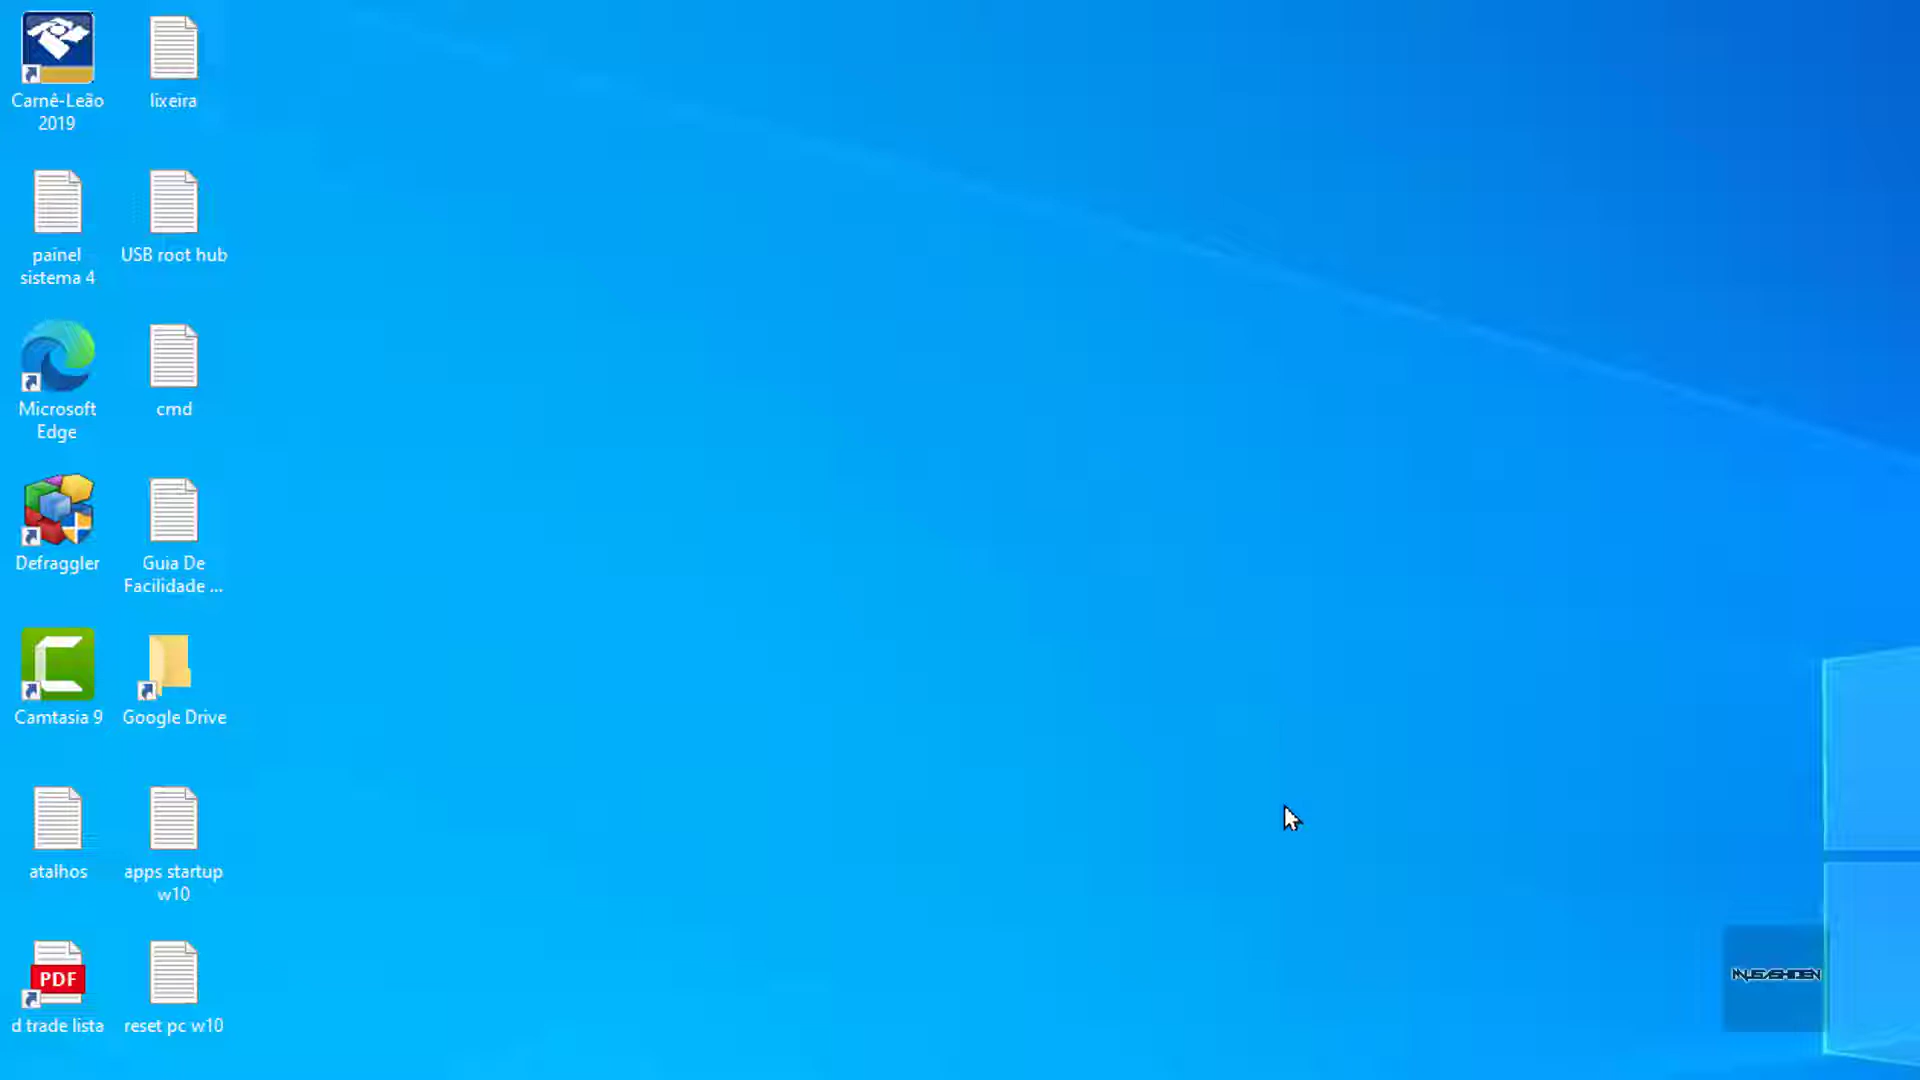 Carnê-Leão
2019
lixeira
painel
sistema 4
USB root hub
Microsoft
Edge
cmd
Defraggler
Guia De
Facilidade ...
Camtasia 9
Google Drive
atalhos
apps startup
w10
PDF
d trade lista
reset pc w10